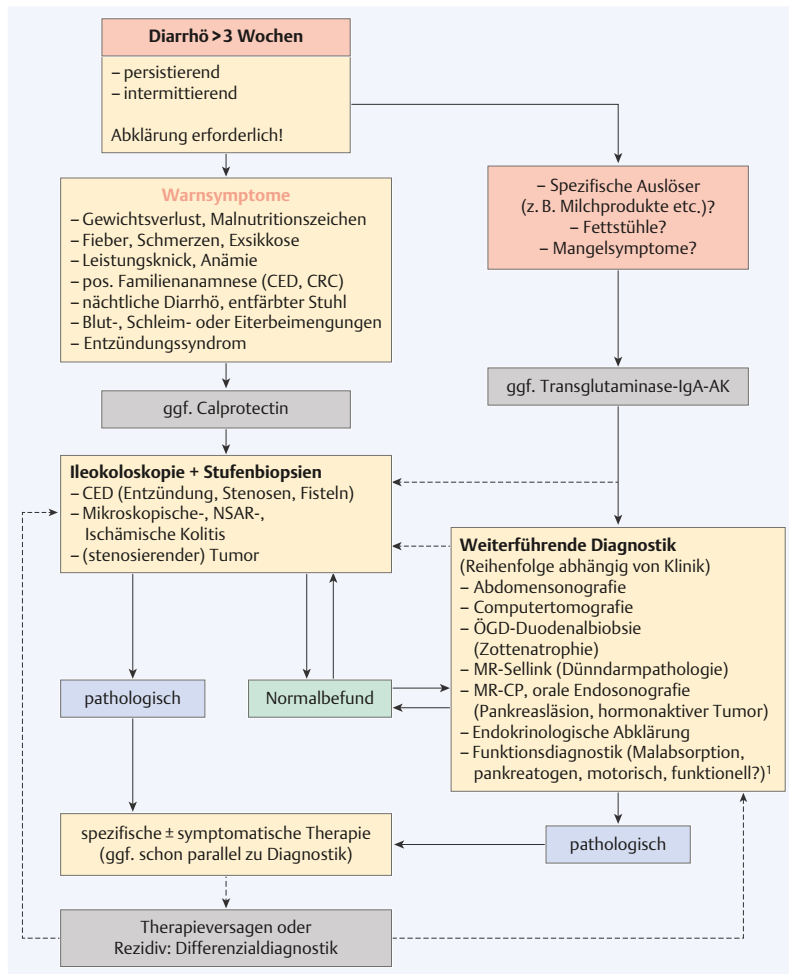 Diarrhö > 3 Wochen
– persistierend
– intermittierend
Abklärung erforderlich!
Warnsymptome
– Gewichtsverlust, Malnutritionszeichen
– Fieber, Schmerzen, Exsikkose
– Leistungsknick, Anämie
– pos. Familienanamnese (CED, CRC)
– nächtliche Diarrhö, entfärbter Stuhl
– Blut-, Schleim- oder Eiterbeimengungen
– Entzündungssyndrom
– Spezifische Auslöser
(z. B. Milchprodukte etc.)?
– Fettstühle?
– Mangelsymptome?
ggf. Calprotectin
ggf. Transglutaminase-IgA-AK
Ileokoloskopie + Stufenbiopsien
– CED (Entzündung, Stenosen, Fisteln)
– Mikroskopische-, NSAR-,
Ischämische Kolitis
– (stenosierender) Tumor
Weiterführende Diagnostik
(Reihenfolge abhängig von Klinik)
– Abdomensonografie
– Computertomografie
– ÖGD-Duodenalbiobsie
(Zottenatrophie)
– MR-Sellink (Dünndarmpathologie)
– MR-CP, orale Endosonografie
(Pankreasläsion, hormonaktiver Tumor)
– Endokrinologische Abklärung
– Funktionsdiagnostik (Malabsorption,
pankreatogen, motorisch, funktionell?)¹
pathologisch
Normalbefund
spezifische ± symptomatische Therapie
(ggf. schon parallel zu Diagnostik)
pathologisch
Therapieversagen oder
Rezidiv: Differenzialdiagnostik